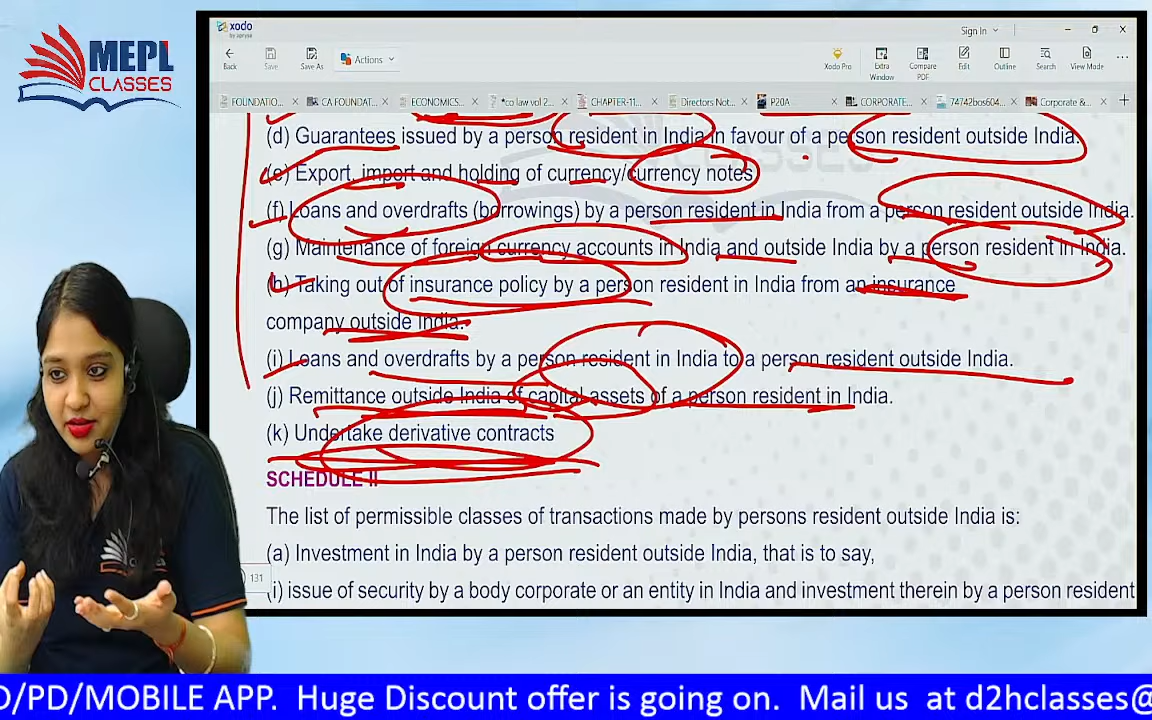 xodo
by apryse
Sign In
Back
Save
Save As
Actions
Xodo Pro
Extra Window
Compare PDF
Edit
Outline
Search
View Mode
FOUNDATIO...
CA FOUNDAT...
ECONOMICS...
*co law vol 2...
CHAPTER-11...
Directors Not...
P20A
CORPORATE...
74742bos604...
Corporate &...
MEPL
CLASSES
(d) Guarantees issued by a person resident in India in favour of a person resident outside India.
(e) Export, import and holding of currency/currency notes
(f) Loans and overdrafts (borrowings) by a person resident in India from a person resident outside India.
(g) Maintenance of foreign currency accounts in India and outside India by a person resident in India.
(h) Taking out of insurance policy by a person resident in India from an insurance
company outside India.
(i) Loans and overdrafts by a person resident in India to a person resident outside India.
(j) Remittance outside India of capital assets of a person resident in India.
(k) Undertake derivative contracts
SCHEDULE II
The list of permissible classes of transactions made by persons resident outside India is:
(a) Investment in India by a person resident outside India, that is to say,
131
(i) issue of security by a body corporate or an entity in India and investment therein by a person resident
D/PD/MOBILE APP. Huge Discount offer is going on. Mail us at d2hclasses@